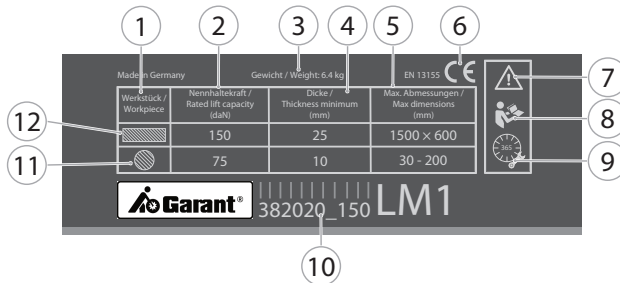 1 2 3 4 5 6
Made in Germany Gewicht / Weight: 6.4 kg EN 13155 CE
Werkstück / Workpiece
Nennhaltekraft / Rated lift capacity (daN)
Dicke / Thickness minimum (mm)
Max. Abmessungen / Max dimensions (mm)
150 25 1500 × 600
75 10 30 - 200
365
Garant®
382020_150 LM1
7
8
9
12
11
10